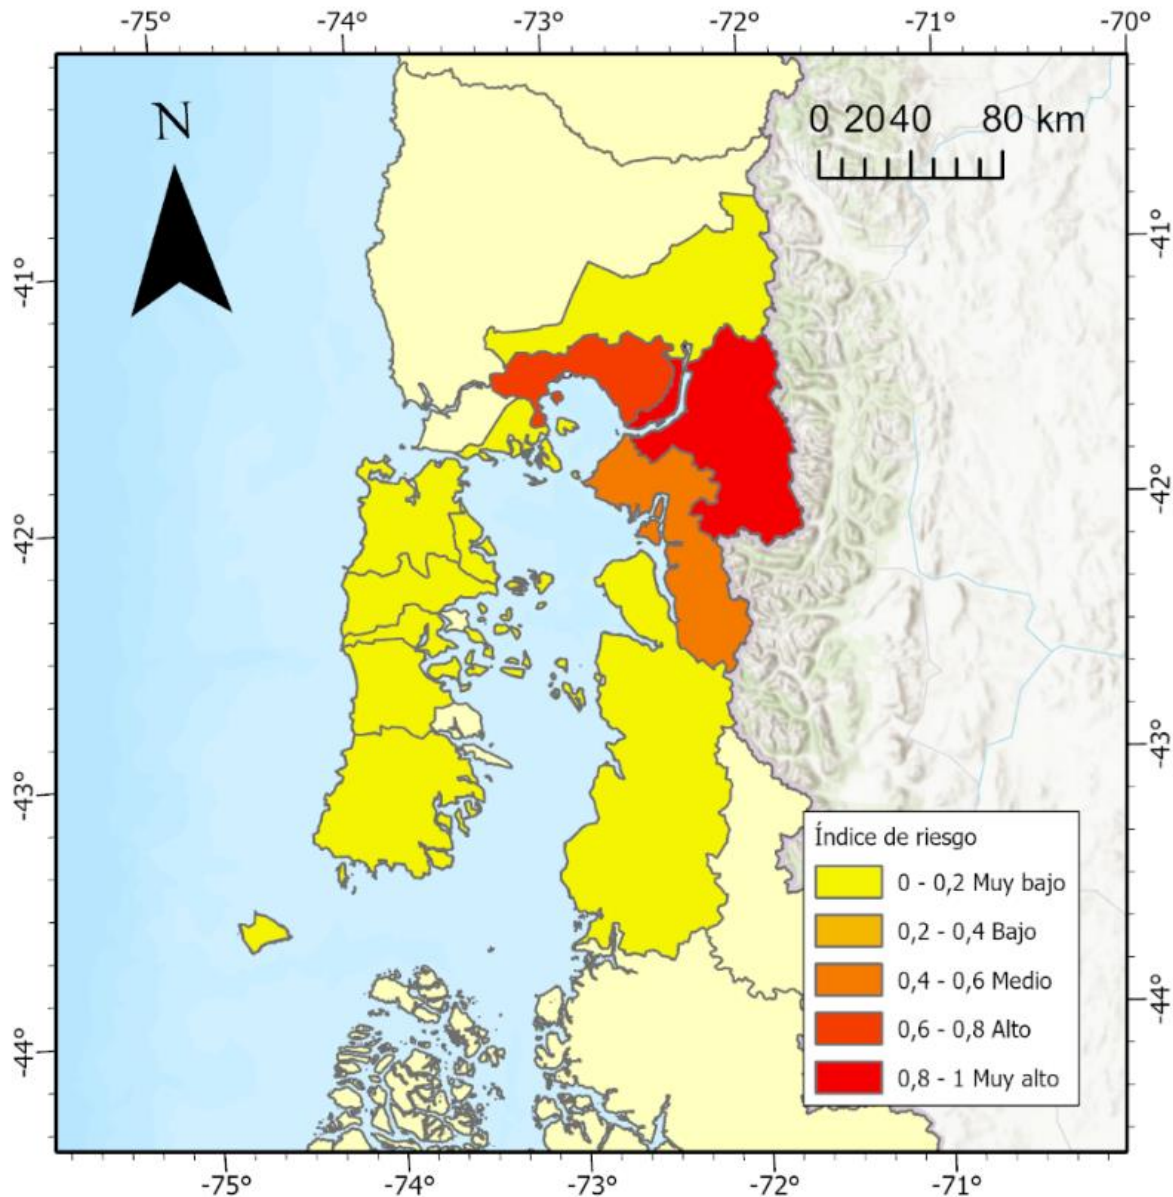 -75° -74° -73° -72° -71° -70°
N
0 20 40 80 km
-41° -41°
-42° -42°
-43° -43°
-44° -44°
Índice de riesgo
0 - 0,2 Muy bajo
0,2 - 0,4 Bajo
0,4 - 0,6 Medio
0,6 - 0,8 Alto
0,8 - 1 Muy alto
-75° -74° -73° -72° -71°